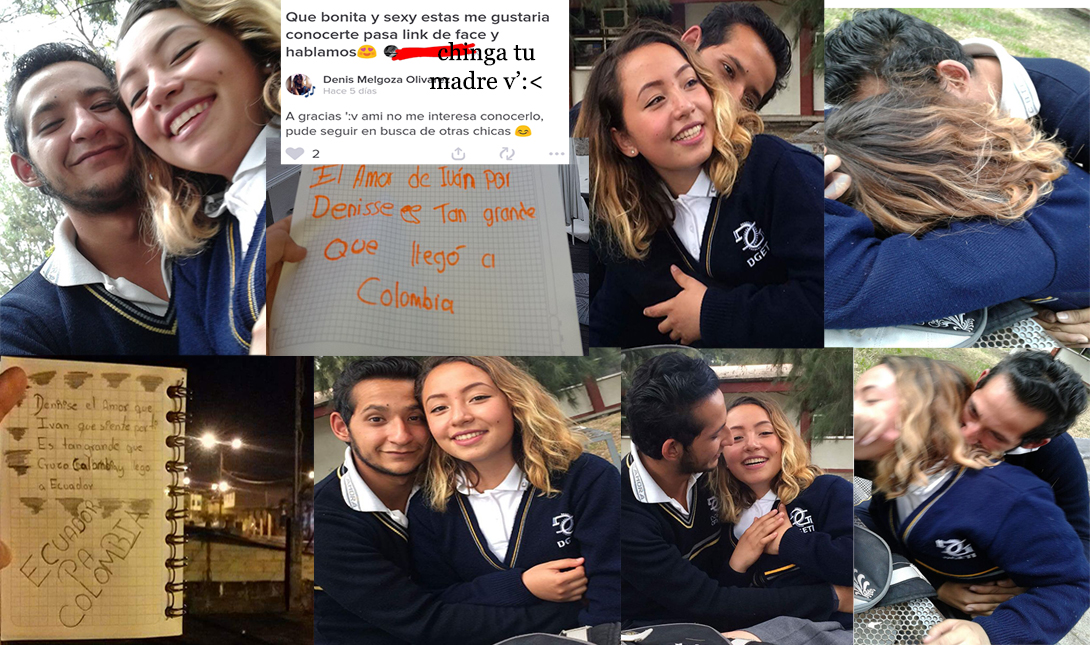 Que bonita y sexy estas me gustaria
conocerte pasa link de face y
hablamos😍
chinga tu
madre v':<
Denis Melgoza
Hace 5 días
A gracias ':v ami no me interesa conocerlo,
pude seguir en busca de otras chicas 😊
2
El Amor de Iván por
Denisse es Tan grande
Que llegó a
Colombia
DGETI
Denisse el Amor que
Ivan que siente por ti
Es tan grande que
Cruzo Colombia y llego
a Ecuador
ECUADOR
PA
COLOMBIA
DGETI
DGETI